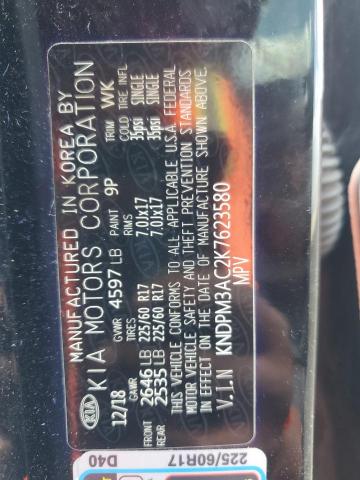 MANUFACTURED IN KOREA BY
KIA KIA MOTORS CORPORATION
12/18 GVWR 4597 LB PAINT 9P TRIM WK
GAWR TIRES RIMS COLD TIRE INFL
FRONT 2646 LB 225/60 R17 7.0JX17 35psi SINGLE
REAR 2535 LB 225/60 R17 7.0JX17 35psi SINGLE
THIS VEHICLE CONFORMS TO ALL APPLICABLE U.S.A. FEDERAL
MOTOR VEHICLE SAFETY AND THEFT PREVENTION STANDARDS
IN EFFECT ON THE DATE OF MANUFACTURE SHOWN ABOVE.
V.I.N KNDPM3AC2K7623580
MPV
D40
225/60R17